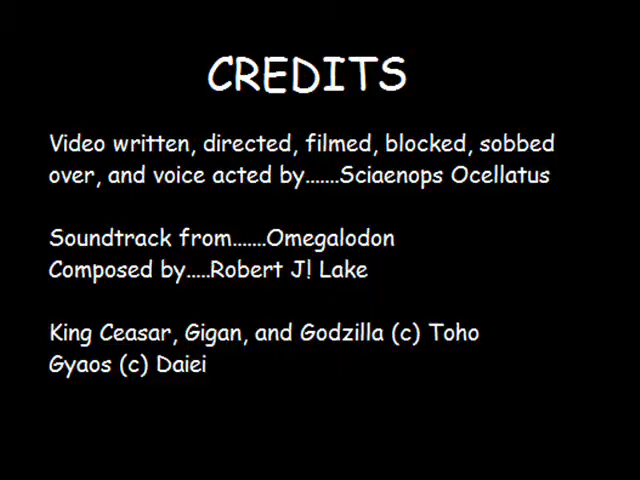 CREDITS
Video written, directed, filmed, blocked, sobbed
over, and voice acted by.......Sciaenops Ocellatus
Soundtrack from.......Omegalodon
Composed by.....Robert J! Lake
King Ceasar, Gigan, and Godzilla (c) Toho
Gyaos (c) Daiei